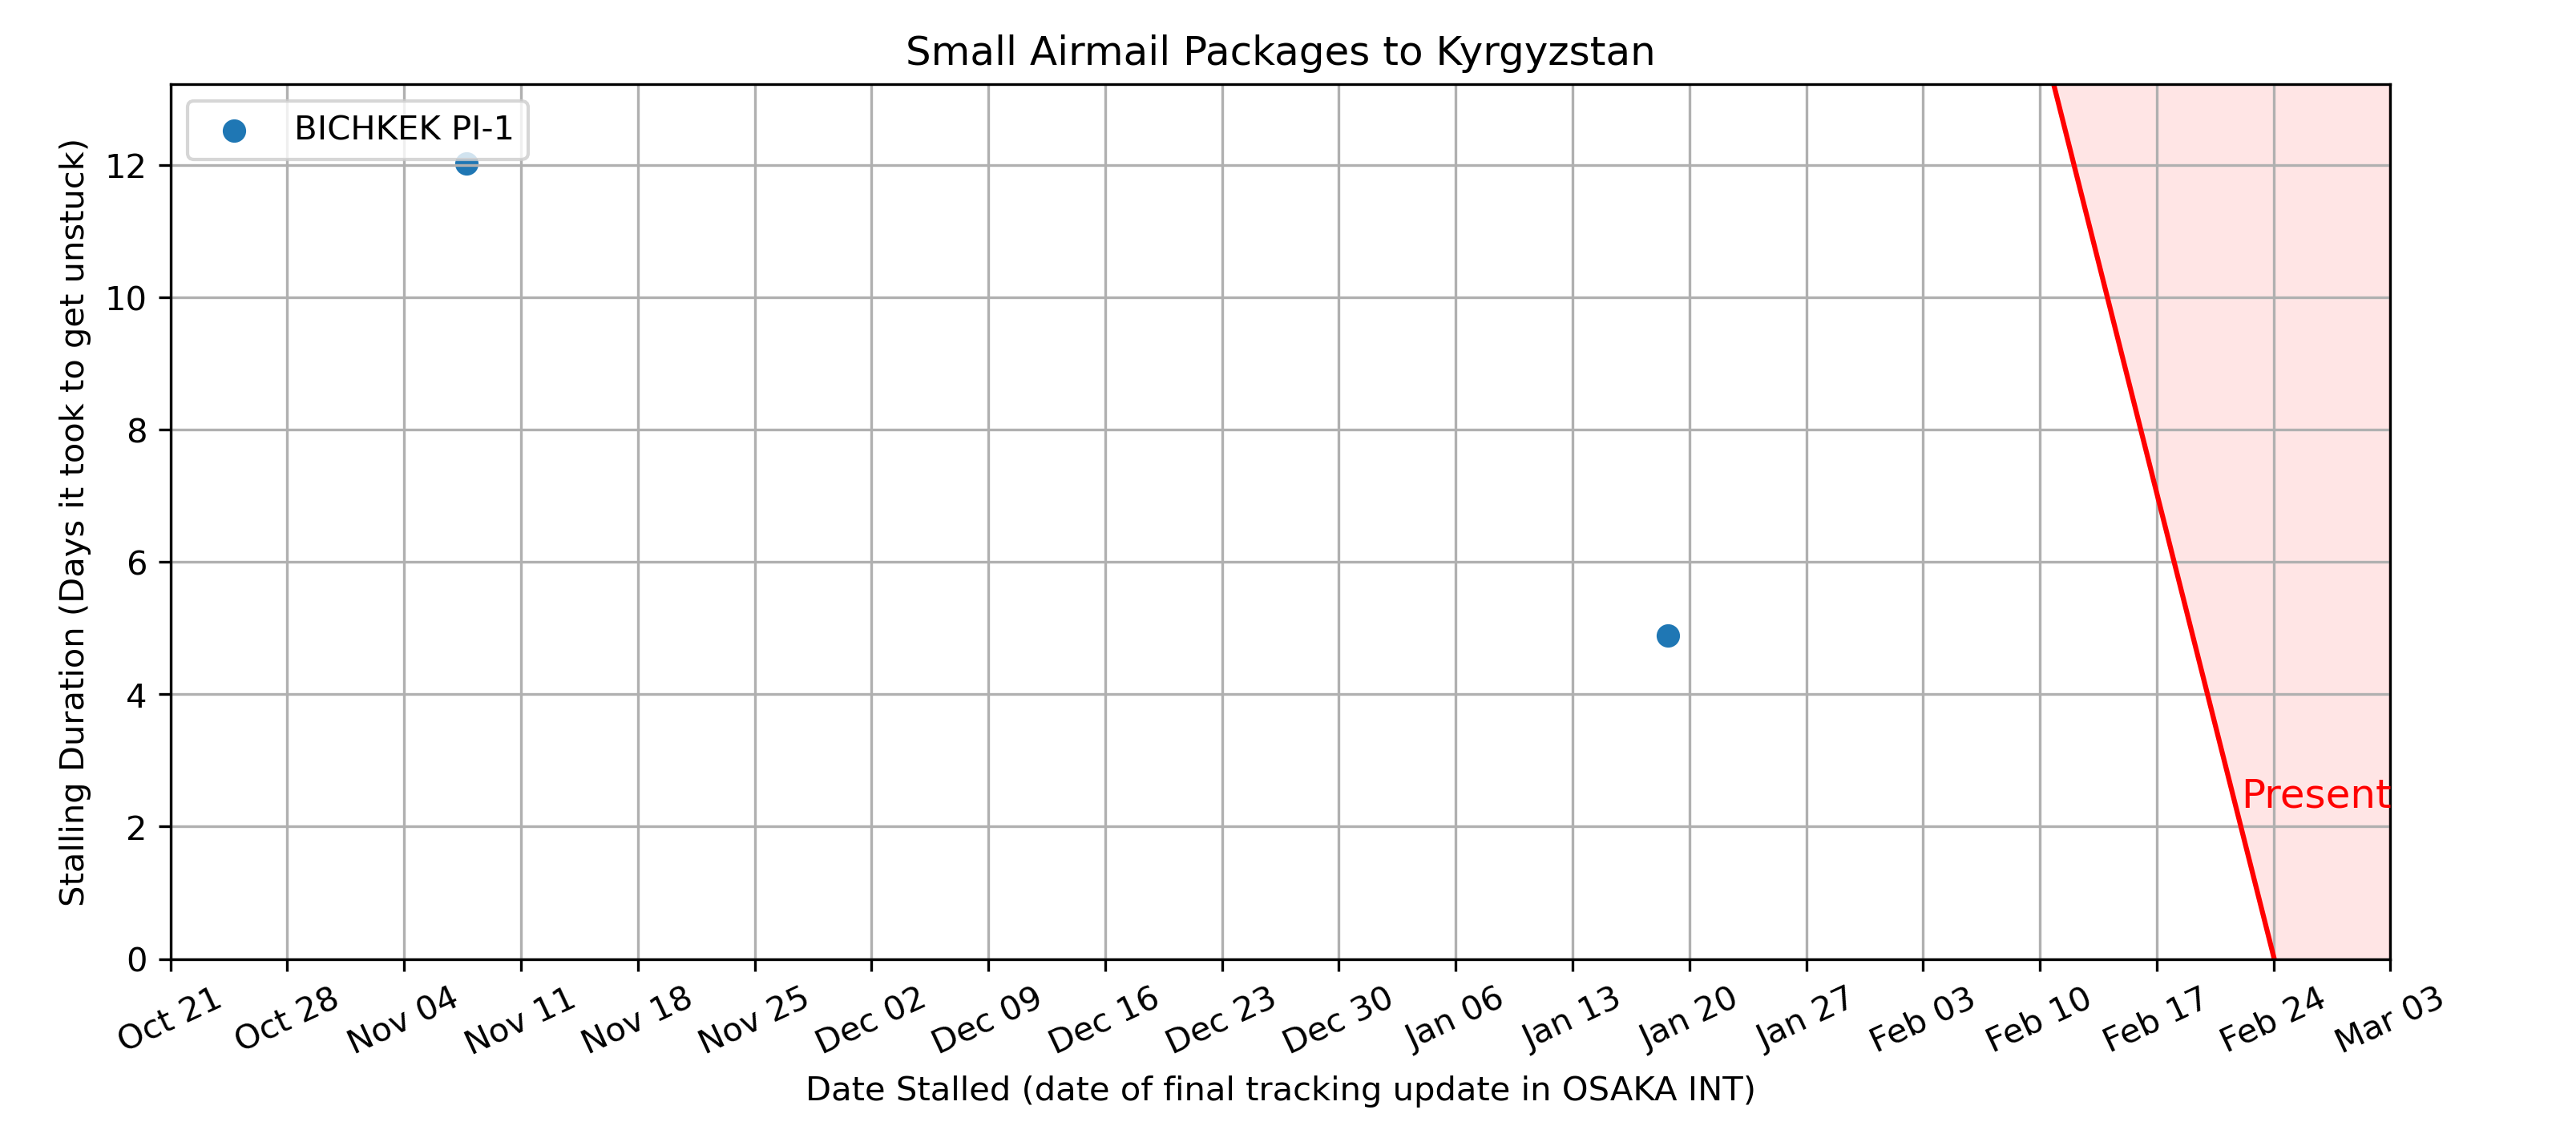 Small Airmail Packages to Kyrgyzstan
BICHKEK PI-1
Stalling Duration (Days it took to get unstuck)
12
10
8
6
4
2
0
Present
Oct 21
Oct 28
Nov 04
Nov 11
Nov 18
Nov 25
Dec 02
Dec 09
Dec 16
Dec 23
Dec 30
Jan 06
Jan 13
Jan 20
Jan 27
Feb 03
Feb 10
Feb 17
Feb 24
Mar 03
Date Stalled (date of final tracking update in OSAKA INT)